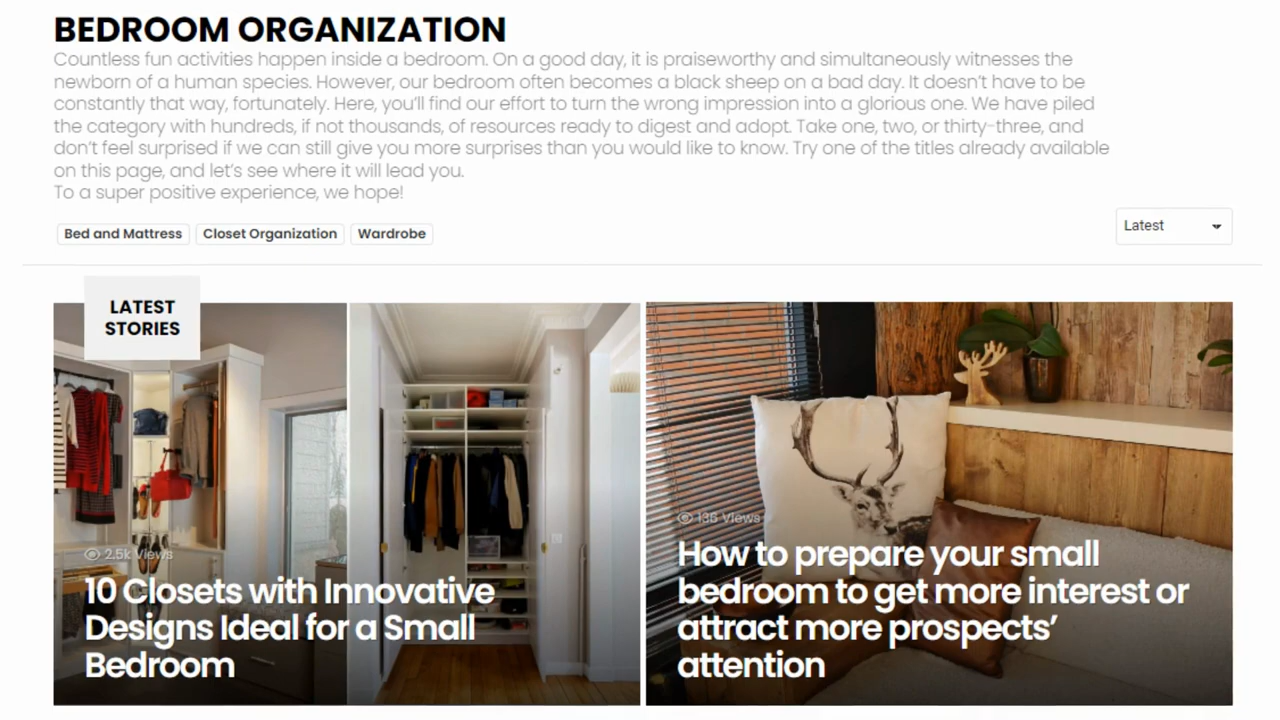 BEDROOM ORGANIZATION
Countless fun activities happen inside a bedroom. On a good day, it is praiseworthy and simultaneously witnesses the
newborn of a human species. However, our bedroom often becomes a black sheep on a bad day. It doesn't have to be
constantly that way, fortunately. Here, you'll find our effort to turn the wrong impression into a glorious one. We have piled
the category with hundreds, if not thousands, of resources ready to digest and adopt. Take one, two, or thirty-three, and
don't feel surprised if we can still give you more surprises than you would like to know. Try one of the titles already available
on this page, and let's see where it will lead you.
To a super positive experience, we hope!
Bed and Mattress Closet Organization Wardrobe
Latest
LATEST
STORIES
2.5k Views
10 Closets with Innovative
Designs Ideal for a Small
Bedroom
136 Views
How to prepare your small
bedroom to get more interest or
attract more prospects'
attention